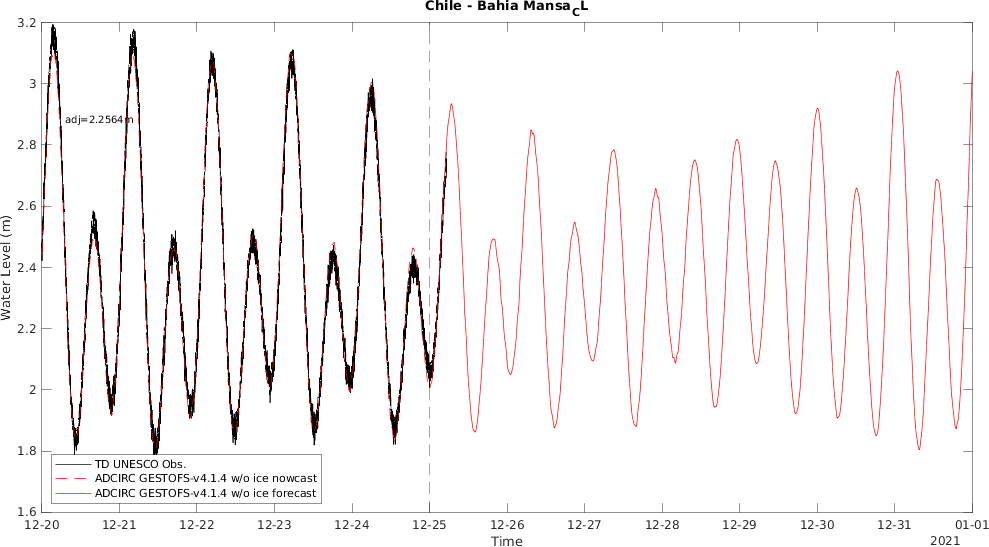 Chile - Bahia Mansa_CL
3.2
3
2.8
2.6
2.4
2.2
2
1.8
1.6
Water Level (m)
adj=2.2564m
TD UNESCO Obs.
ADCIRC GESTOFS-v4.1.4 w/o ice nowcast
ADCIRC GESTOFS-v4.1.4 w/o ice forecast
12-20 12-21 12-22 12-23 12-24 12-25 12-26 12-27 12-28 12-29 12-30 12-31 01-01
Time
2021